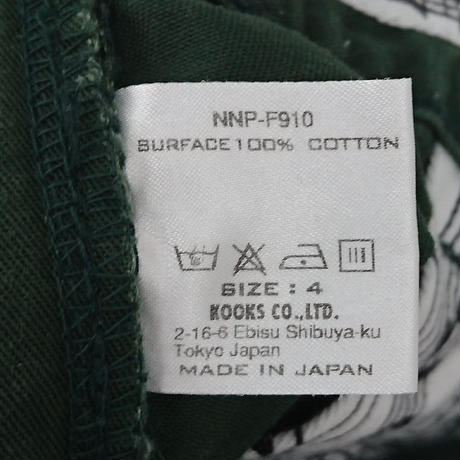 NNP-F910
SURFACE100% COTTON
SIZE : 4
KOOKS CO.,LTD.
2-16-6 Ebisu Shibuya-ku
Tokyo Japan
MADE IN JAPAN